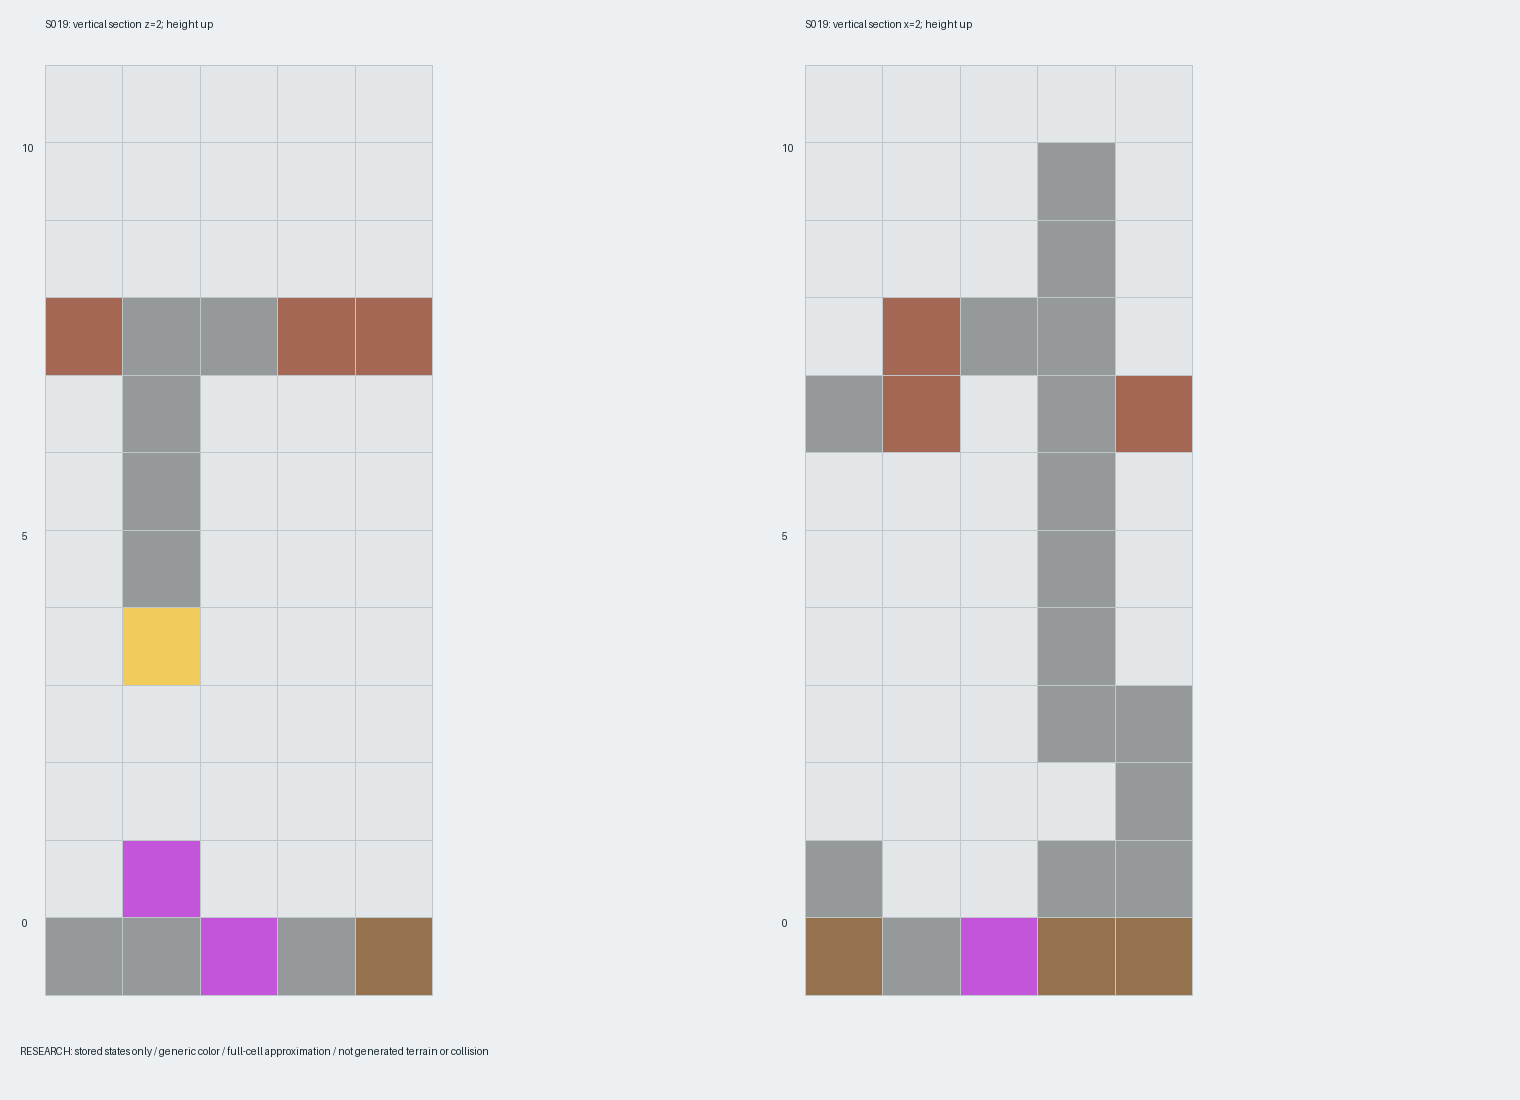 S019: vertical section z=2; height up
S019: vertical section x=2; height up
10
10
5
5
0
0
RESEARCH: stored states only / generic color / full-cell approximation / not generated terrain or collision